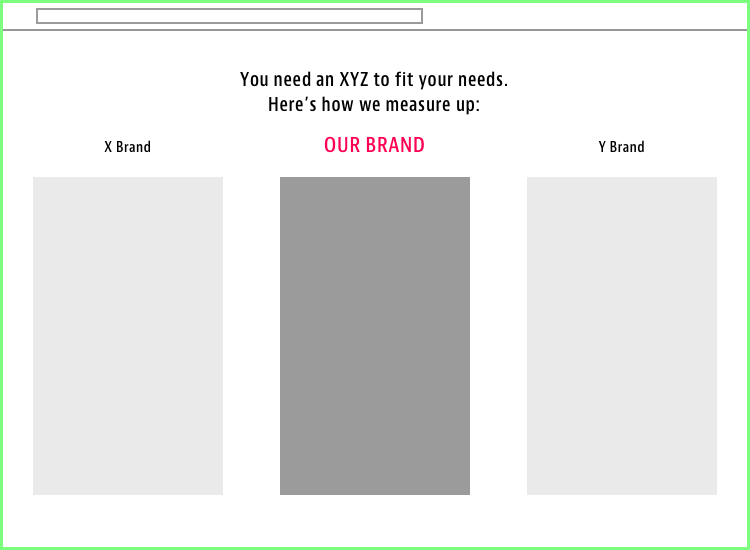 You need an XYZ to fit your needs.
Here’s how we measure up:
X Brand
OUR BRAND
Y Brand